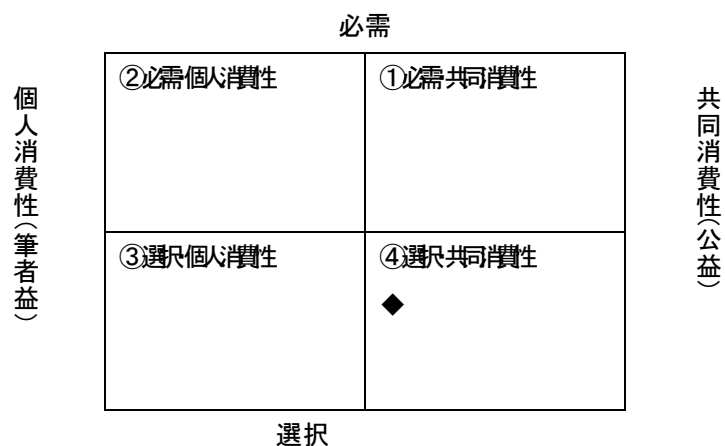 必需
②必需・個人消費性
①必需・共同消費性
個人消費性（筆者益）
共同消費性（公益）
③選択・個人消費性
④選択・共同消費性
◆
選択